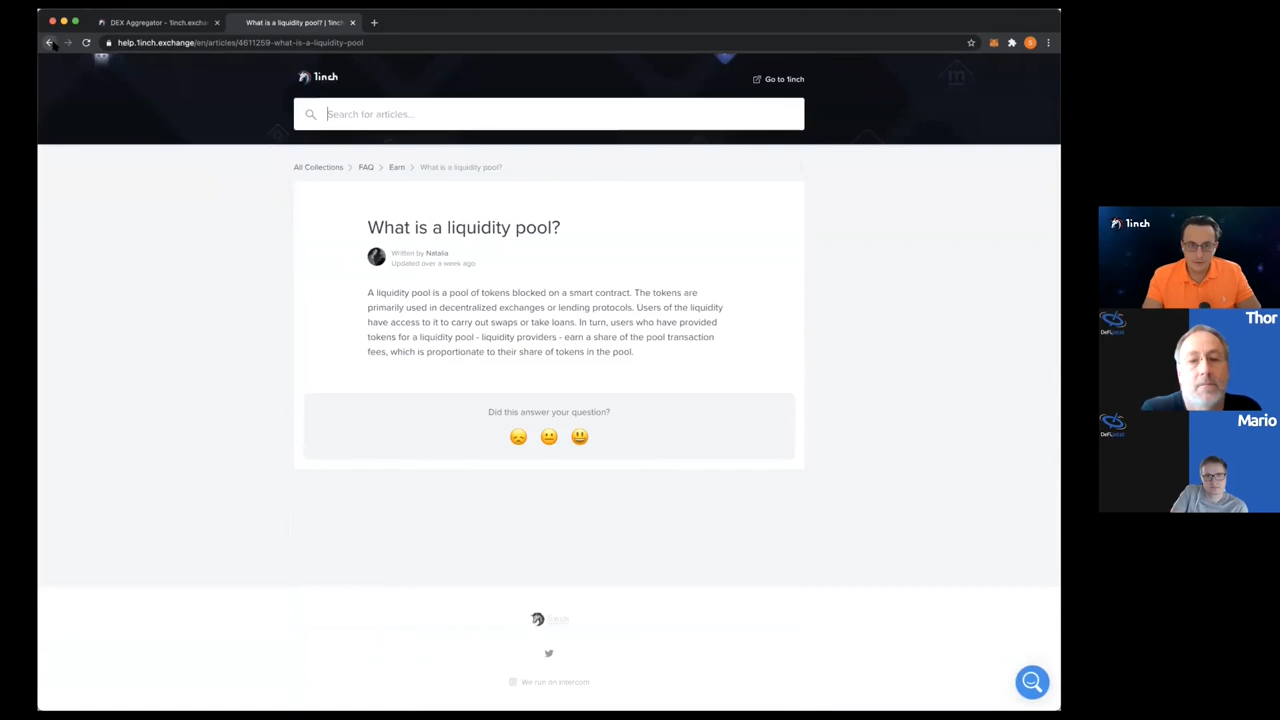 DEX Aggregator - 1inch.exchan
What is a liquidity pool? | 1inch
help.1inch.exchange/en/articles/4611259-what-is-a-liquidity-pool
1inch
Go to 1inch
Search for articles...
All Collections
FAQ
Earn
What is a liquidity pool?
What is a liquidity pool?
Written by Natalia
Updated over a week ago
A liquidity pool is a pool of tokens blocked on a smart contract. The tokens are
primarily used in decentralized exchanges or lending protocols. Users of the liquidity
have access to it to carry out swaps or take loans. In turn, users who have provided
tokens for a liquidity pool - liquidity providers - earn a share of the pool transaction
fees, which is proportionate to their share of tokens in the pool.
Did this answer your question?
1inch
We run on Intercom
1inch
Thor
DeFi.jetzt
Mario
DeFi.jetzt